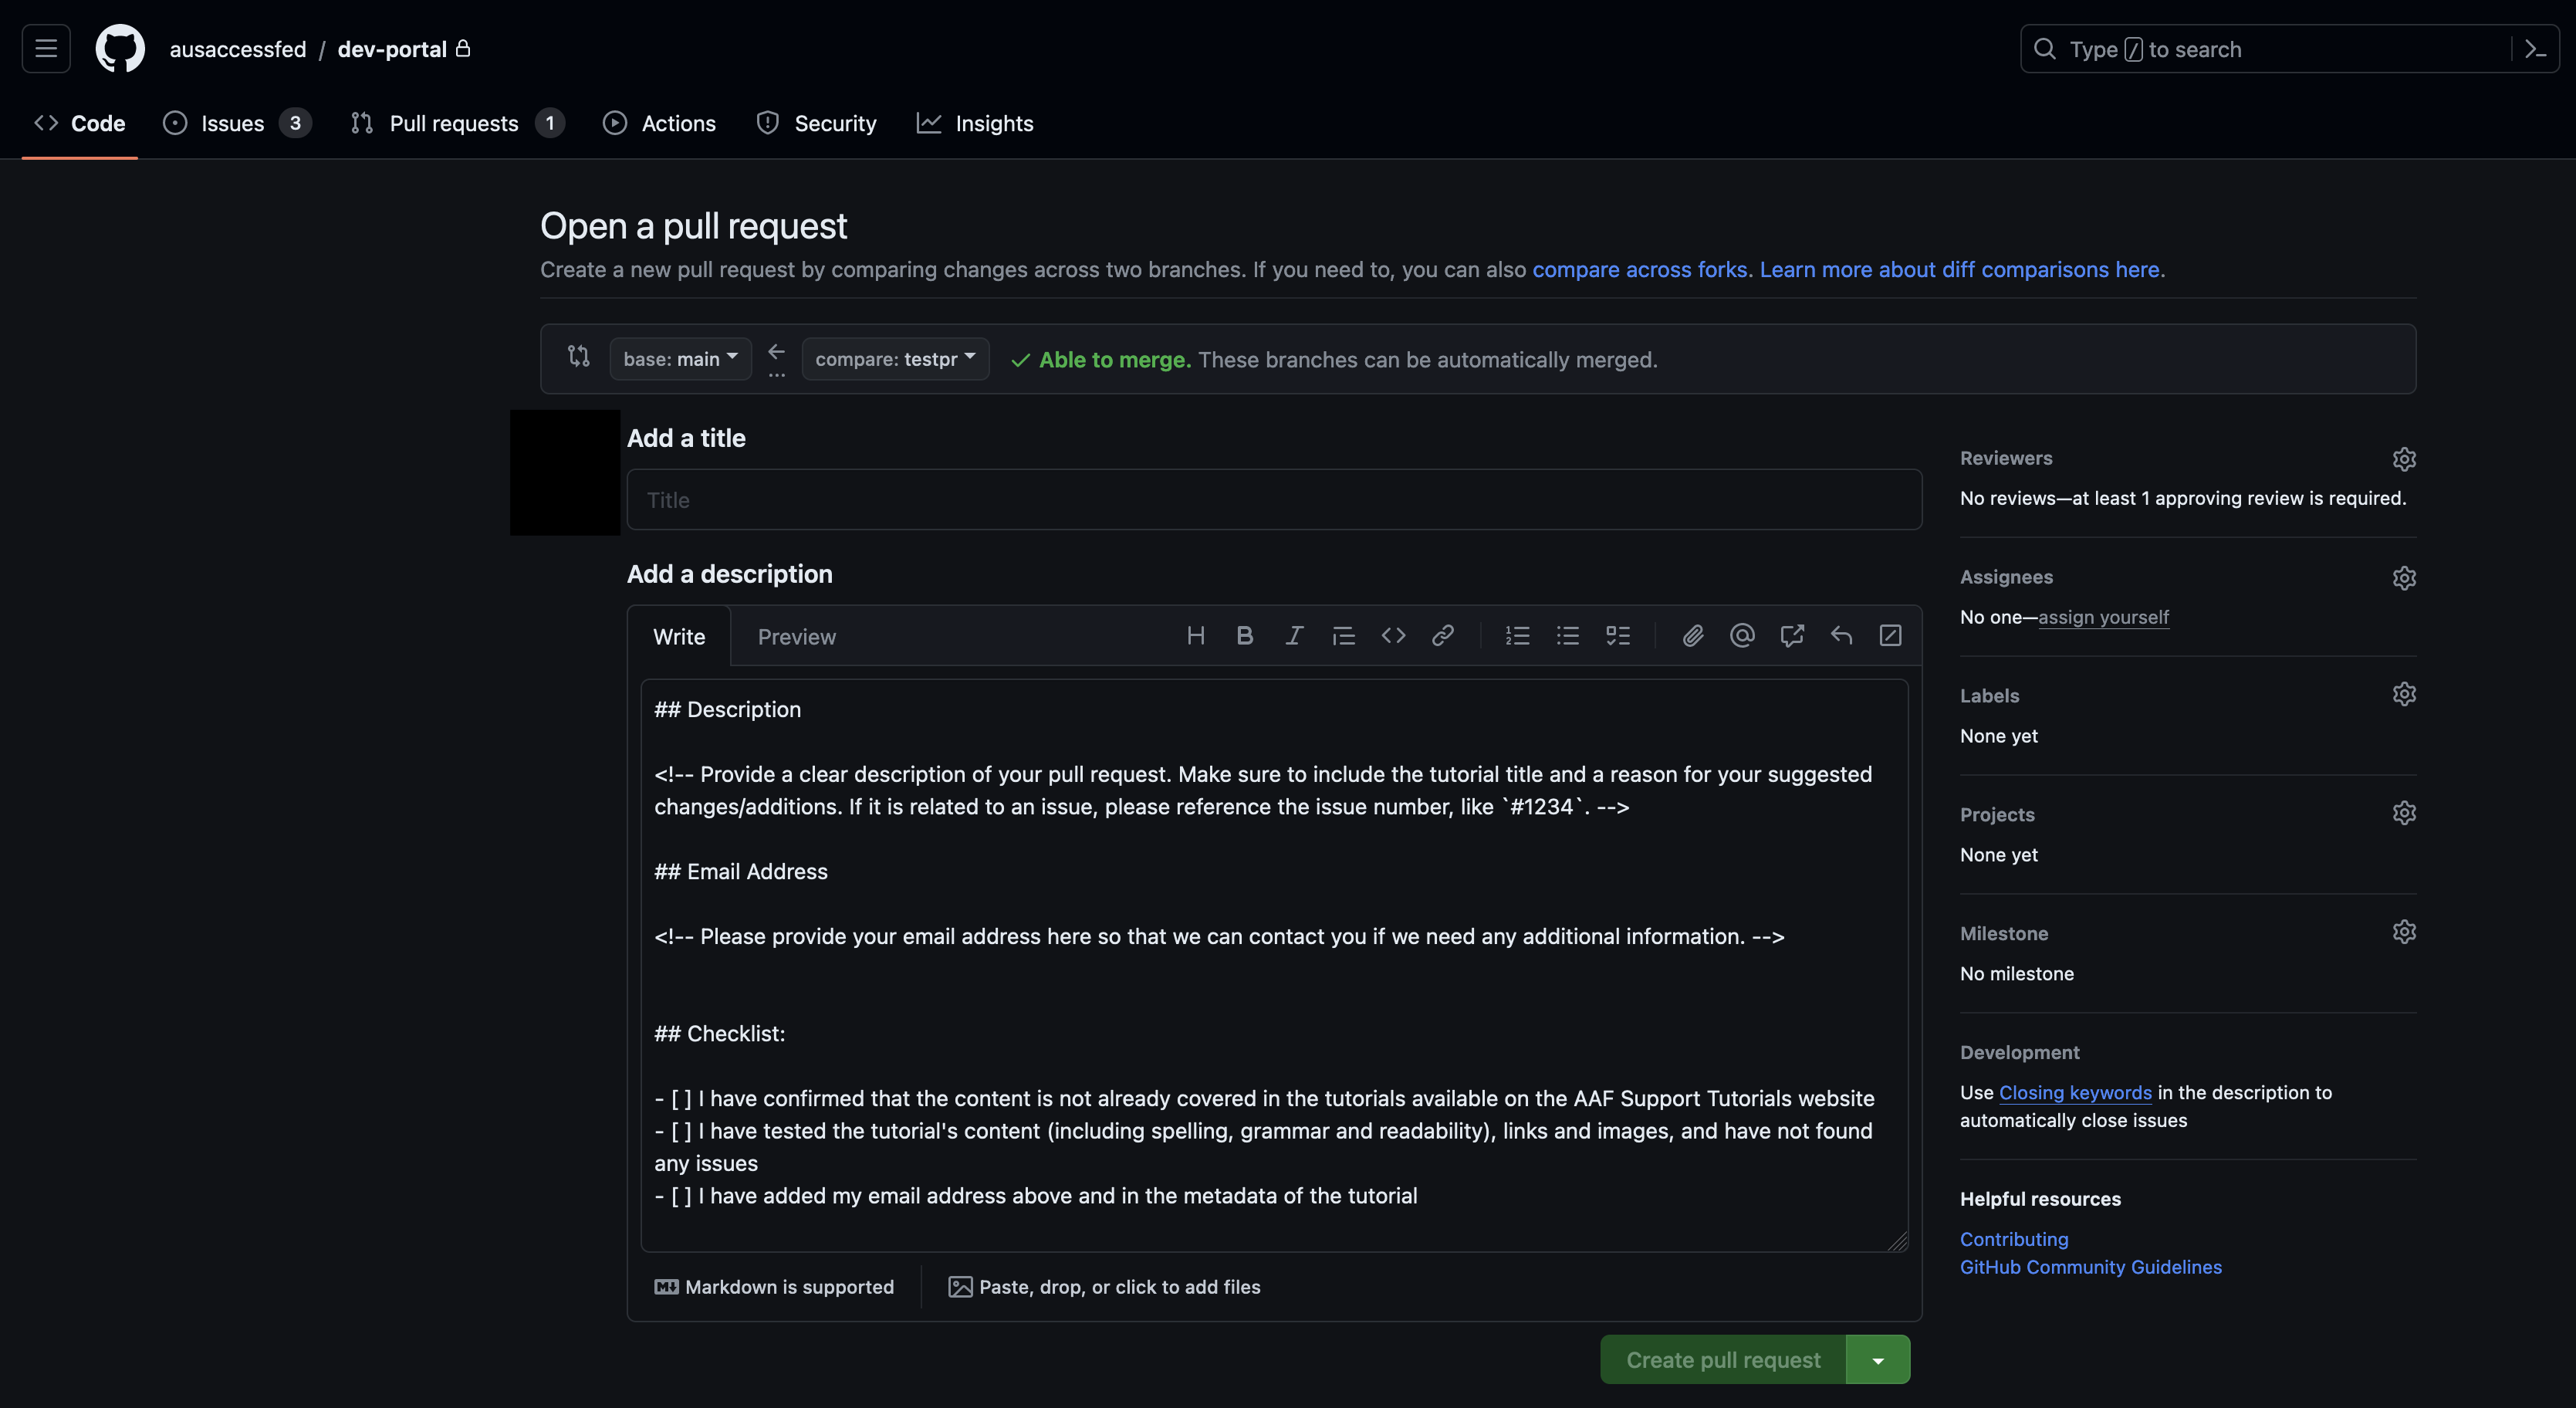 ausaccessfed / dev-portal
Type / to search
Code
Issues 3
Pull requests 1
Actions
Security
Insights
Open a pull request
Create a new pull request by comparing changes across two branches. If you need to, you can also compare across forks. Learn more about diff comparisons here.
base: main
compare: testpr
Able to merge. These branches can be automatically merged.
Add a title
Title
Add a description
Write
Preview
## Description
<!-- Provide a clear description of your pull request. Make sure to include the tutorial title and a reason for your suggested
changes/additions. If it is related to an issue, please reference the issue number, like `#1234`. -->
## Email Address
<!-- Please provide your email address here so that we can contact you if we need any additional information. -->
## Checklist:
- [ ] I have confirmed that the content is not already covered in the tutorials available on the AAF Support Tutorials website
- [ ] I have tested the tutorial's content (including spelling, grammar and readability), links and images, and have not found
any issues
- [ ] I have added my email address above and in the metadata of the tutorial
Markdown is supported
Paste, drop, or click to add files
Create pull request
Reviewers
No reviews—at least 1 approving review is required.
Assignees
No one—assign yourself
Labels
None yet
Projects
None yet
Milestone
No milestone
Development
Use Closing keywords in the description to
automatically close issues
Helpful resources
Contributing
GitHub Community Guidelines